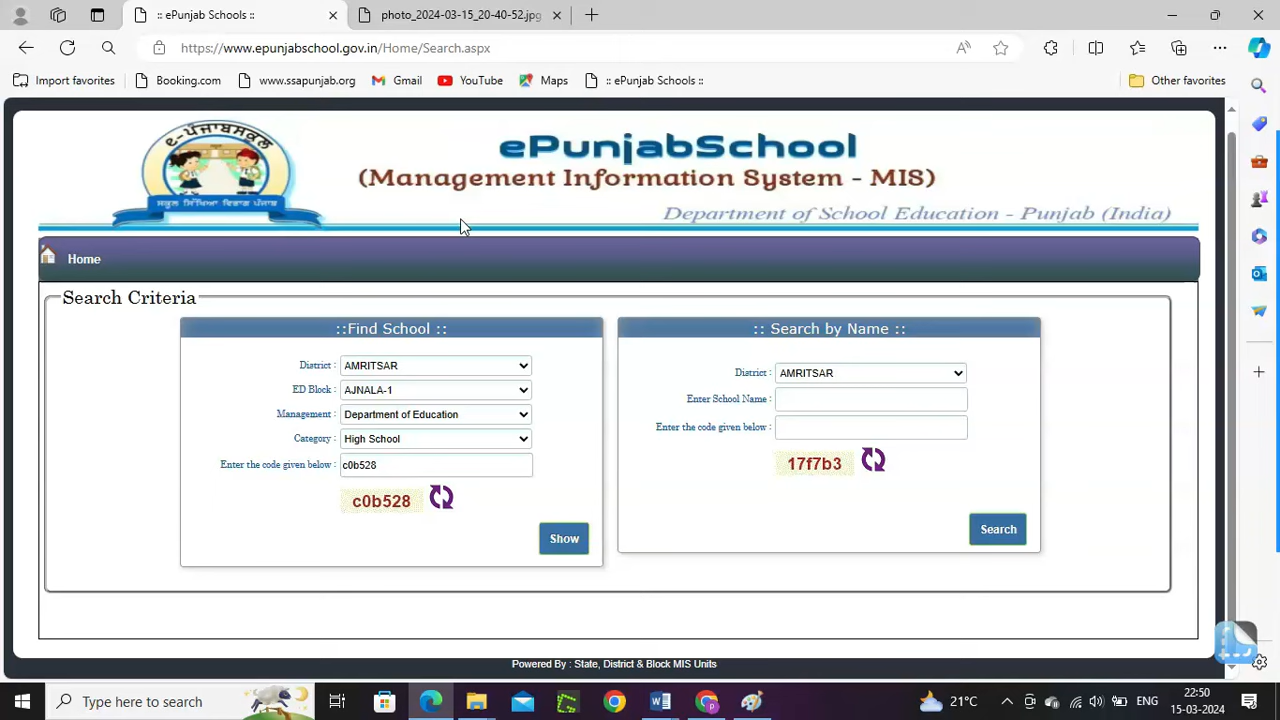 :: ePunjab Schools ::
photo_2024-03-15_20-40-52.jpg
https://www.epunjabschool.gov.in/Home/Search.aspx
Import favorites
Booking.com
www.ssapunjab.org
Gmail
YouTube
Maps
:: ePunjab Schools ::
Other favorites
ੲ-ਪੰਜਾਬਸਕੂਲ
ਸਕੂਲ ਸਿੱਖਿਆ ਵਿਭਾਗ ਪੰਜਾਬ
ePunjabSchool
(Management Information System - MIS)
Department of School Education - Punjab (India)
Home
Search Criteria
::Find School ::
District : AMRITSAR
ED Block : AJNALA-1
Management : Department of Education
Category : High School
Enter the code given below : c0b528
c0b528
Show
:: Search by Name ::
District : AMRITSAR
Enter School Name :
Enter the code given below :
17f7b3
Search
Powered By : State, District & Block MIS Units
Type here to search
21°C
ENG
22:50
15-03-2024